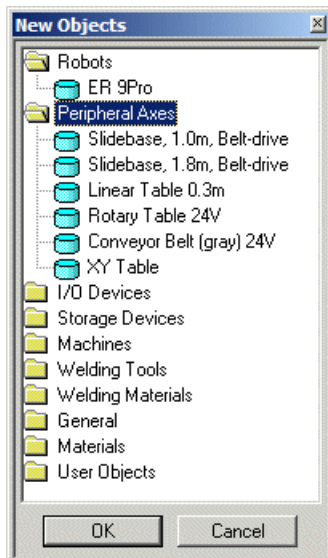 New Objects
Robots
ER 9Pro
Peripheral Axes
Slidebase, 1.0m, Belt-drive
Slidebase, 1.8m, Belt-drive
Linear Table 0.3m
Rotary Table 24V
Conveyor Belt (gray) 24V
XY Table
I/O Devices
Storage Devices
Machines
Welding Tools
Welding Materials
General
Materials
User Objects
OK Cancel